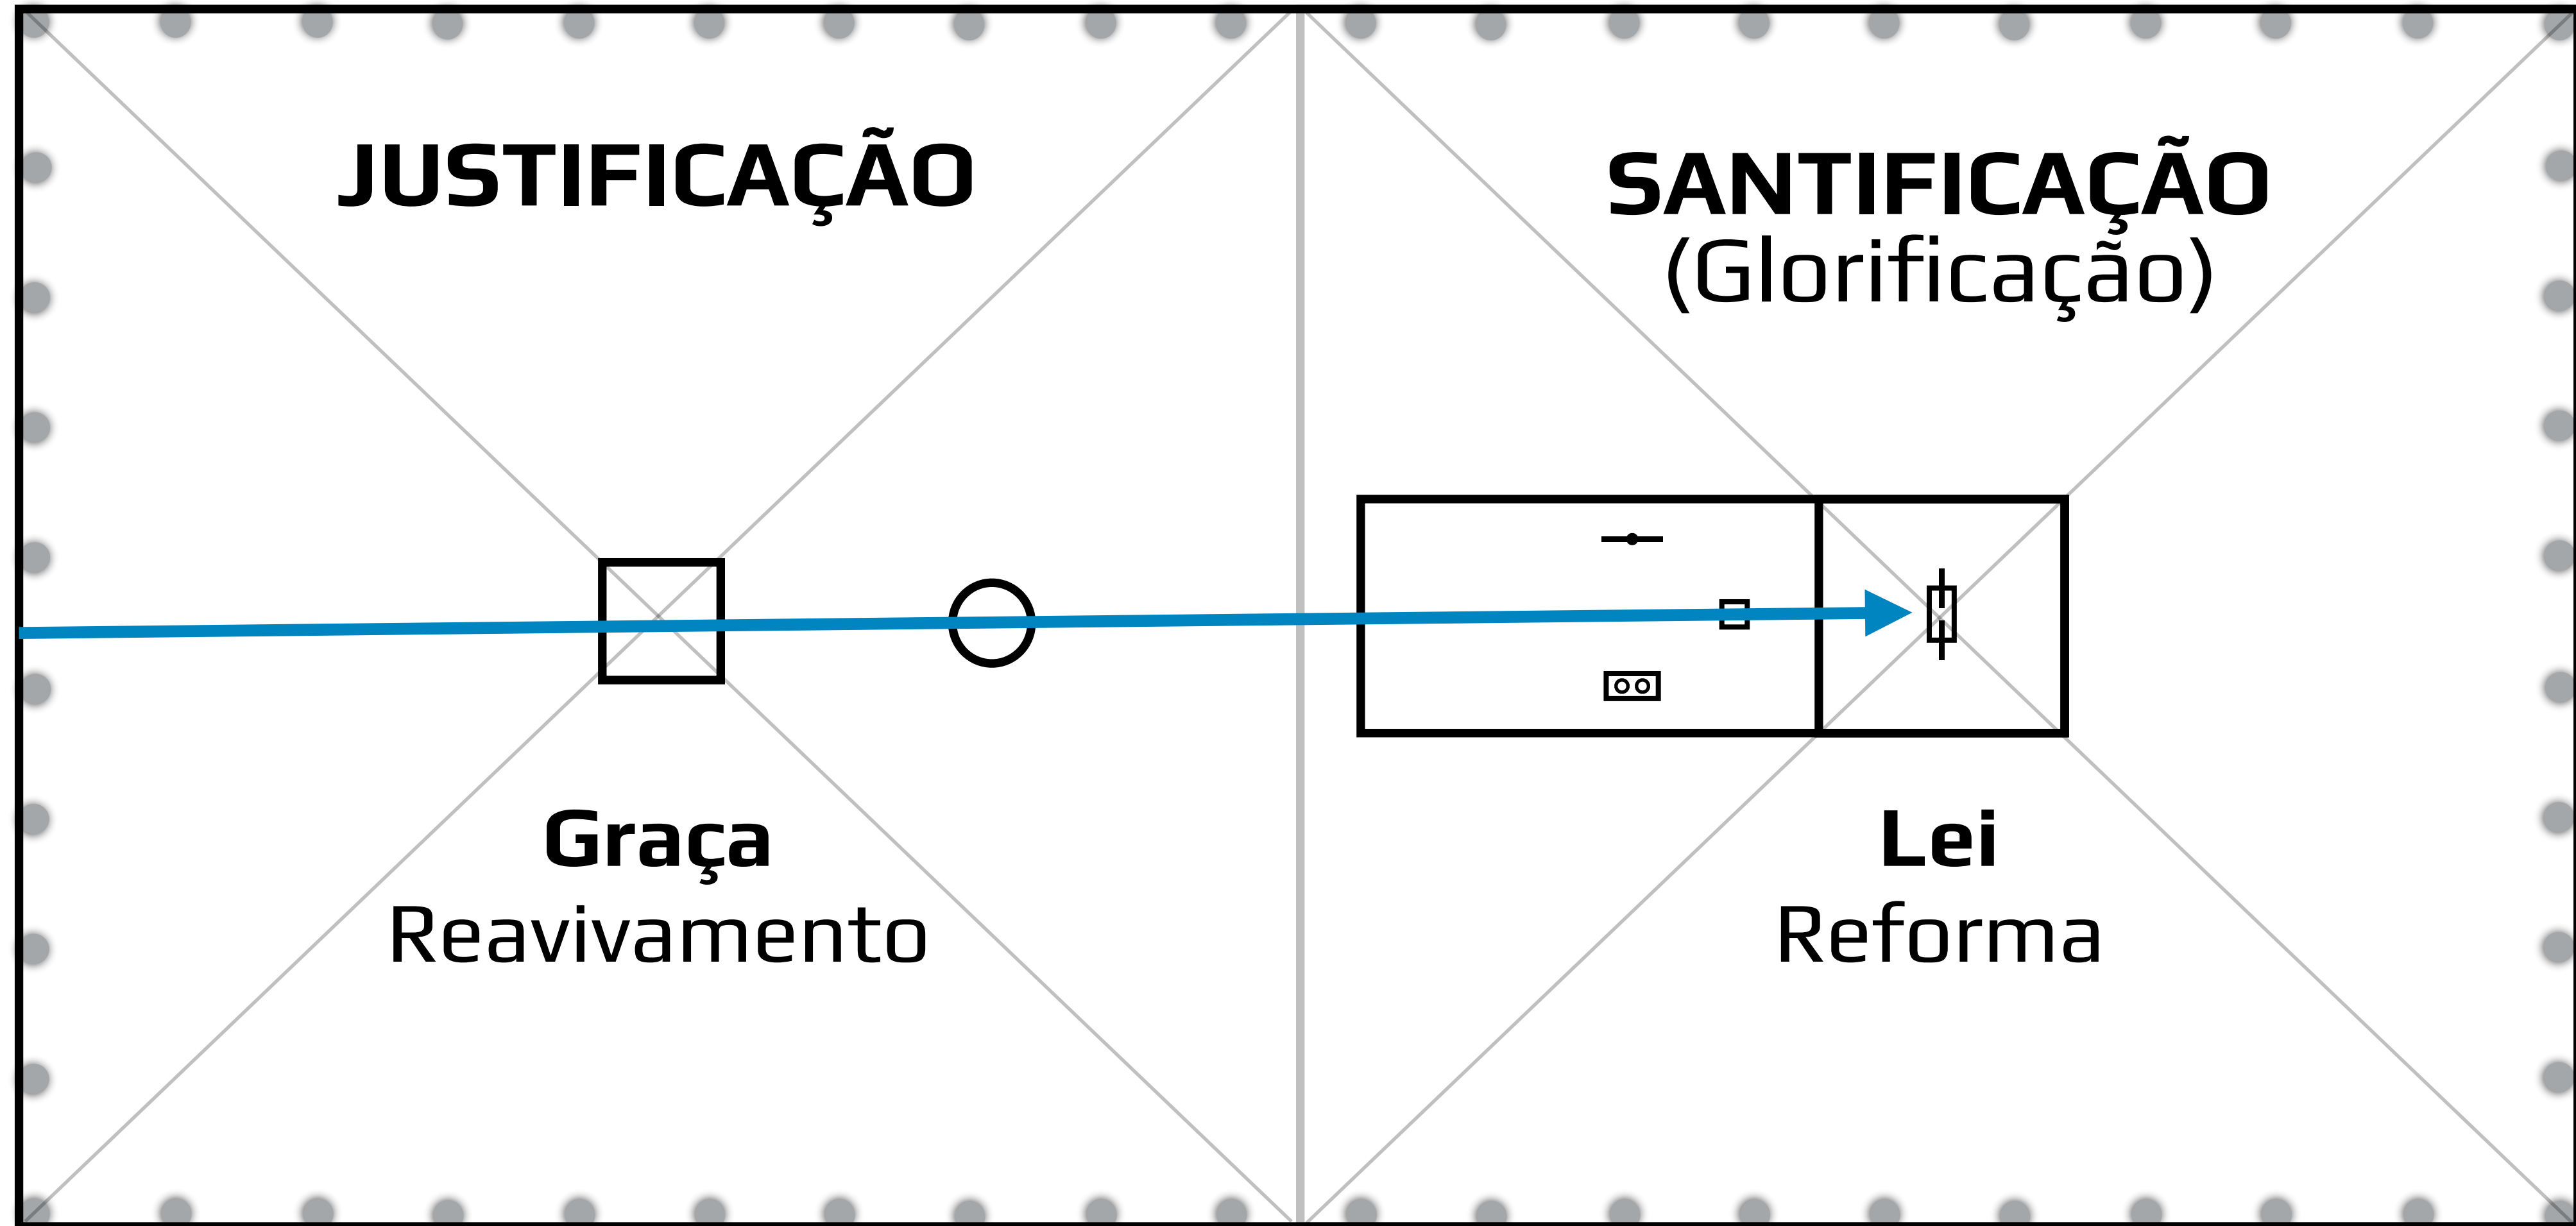 JUSTIFICAÇÃO
SANTIFICAÇÃO
(Glorificação)
Graça
Reavivamento
Lei
Reforma